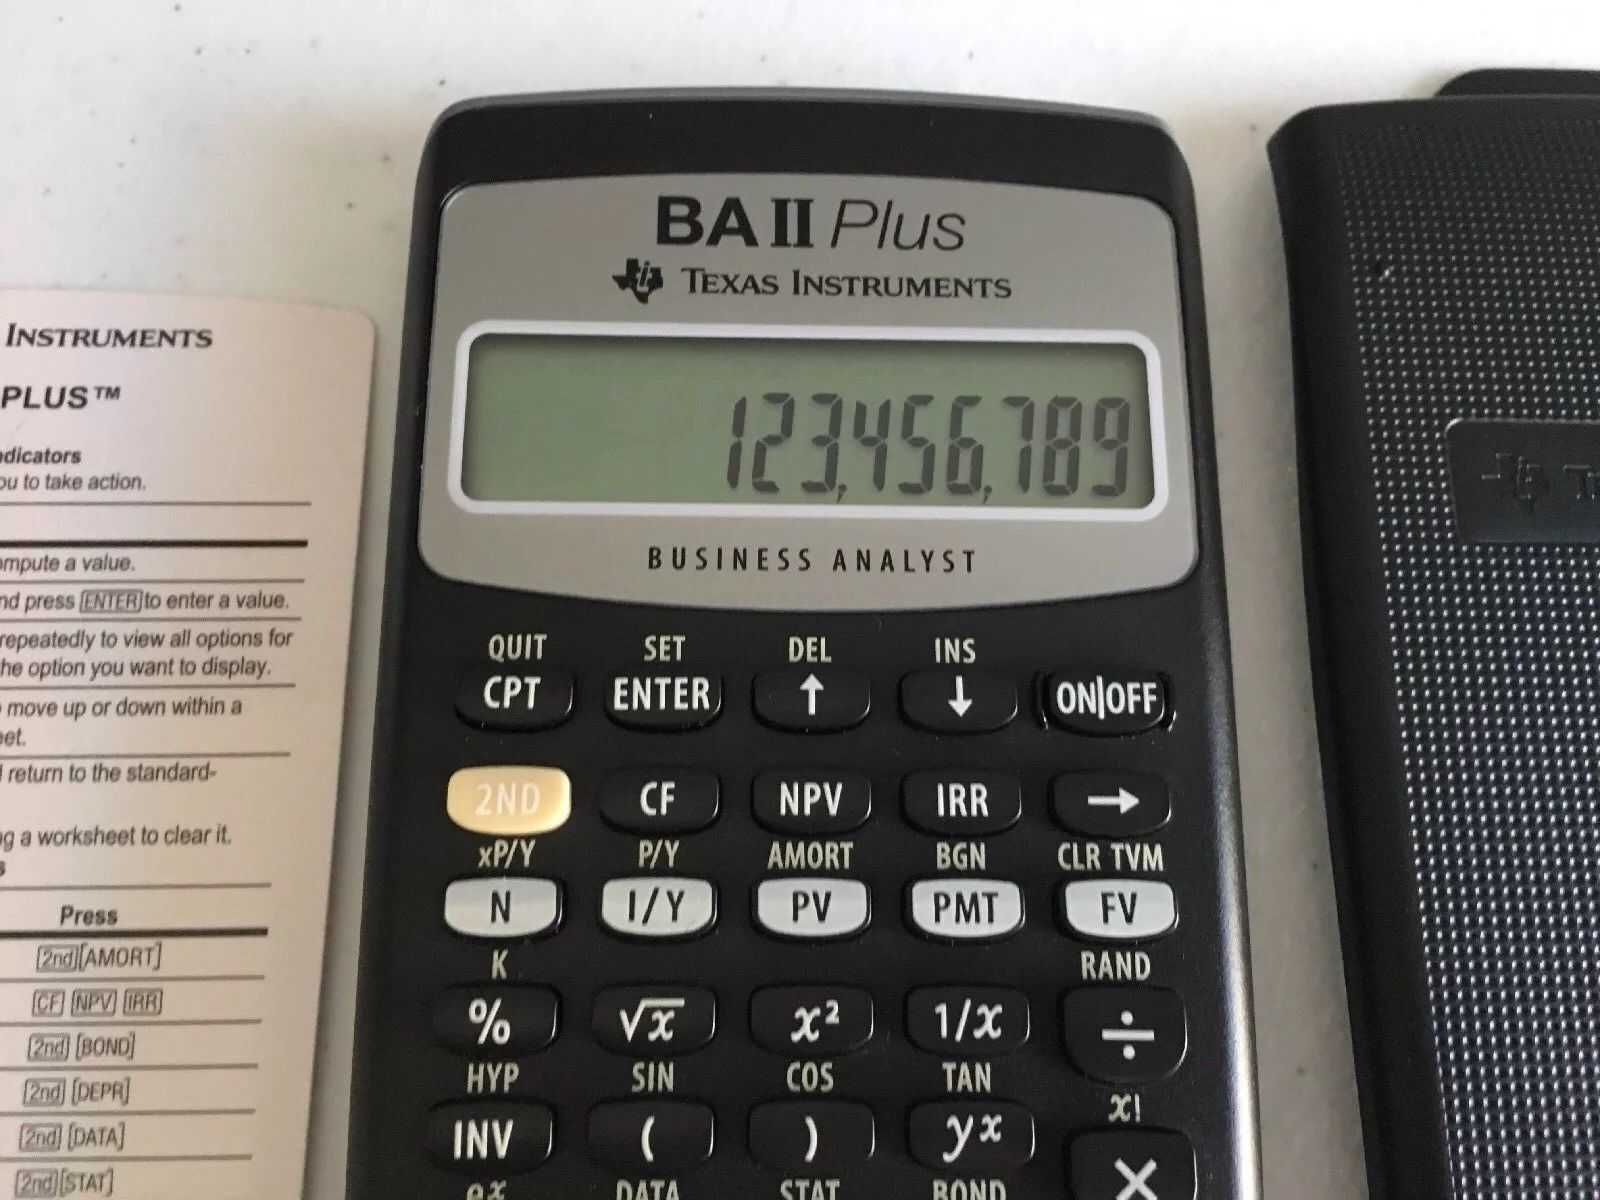 INSTRUMENTS
PLUS™
ou to take action.
mpute a value.
nd press ENTER to enter a value.
repeatedly to view all options for
he option you want to display.
move up or down within a
eet.
return to the standard-
g a worksheet to clear it.
Press
2nd [AMORT]
CF NPV IRR
2nd [BOND]
2nd [DEPR]
2nd [DATA]
2nd [STAT]
BA II Plus
TEXAS INSTRUMENTS
123,456,789
BUSINESS ANALYST
QUIT SET DEL INS
CPT ENTER ↑ ↓ ON|OFF
2ND CF NPV IRR →
xP/Y P/Y AMORT BGN CLR TVM
N I/Y PV PMT FV
K RAND
% √x x² 1/x ÷
HYP SIN COS TAN x!
INV ( ) yˣ ×
eˣ DATA STAT BOND